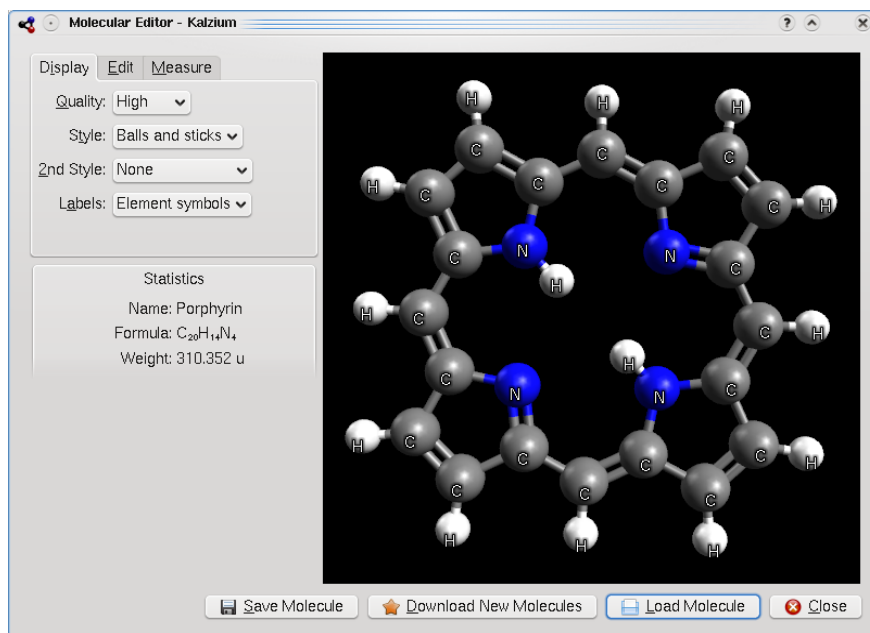 Molecular Editor - Kalzium
Display Edit Measure
Quality: High
Style: Balls and sticks
2nd Style: None
Labels: Element symbols
Statistics
Name: Porphyrin
Formula: C₂₀H₁₄N₄
Weight: 310.352 u
H H H
C C C
H C C C C H
N N
C H C
H C C H
H
C N N C
H C C H
C C
C C C
H H H
Save Molecule Download New Molecules Load Molecule Close